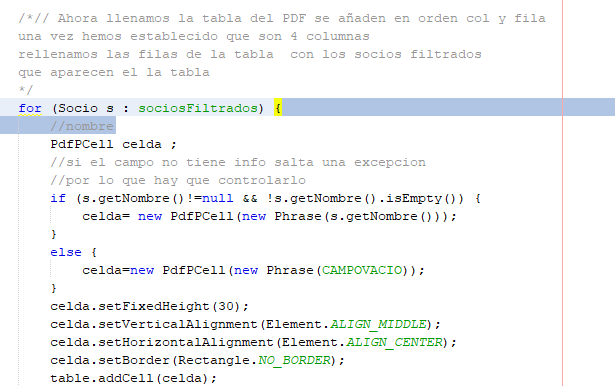 /*// Ahora llenamos la tabla del PDF se añaden en orden col y fila
una vez hemos establecido que son 4 columnas
rellenamos las filas de la tabla  con los socios filtrados
que aparecen el la tabla
*/
for (Socio s : sociosFiltrados) {
    //nombre
    PdfPCell celda ;
    //si el campo no tiene info salta una excepcion
    //por lo que hay que controlarlo
    if (s.getNombre()!=null && !s.getNombre().isEmpty()) {
        celda= new PdfPCell(new Phrase(s.getNombre()));
    }
    else {
        celda=new PdfPCell(new Phrase(CAMPOVACIO));
    }
    celda.setFixedHeight(30);
    celda.setVerticalAlignment(Element.ALIGN_MIDDLE);
    celda.setHorizontalAlignment(Element.ALIGN_CENTER);
    celda.setBorder(Rectangle.NO_BORDER);
    table.addCell(celda);